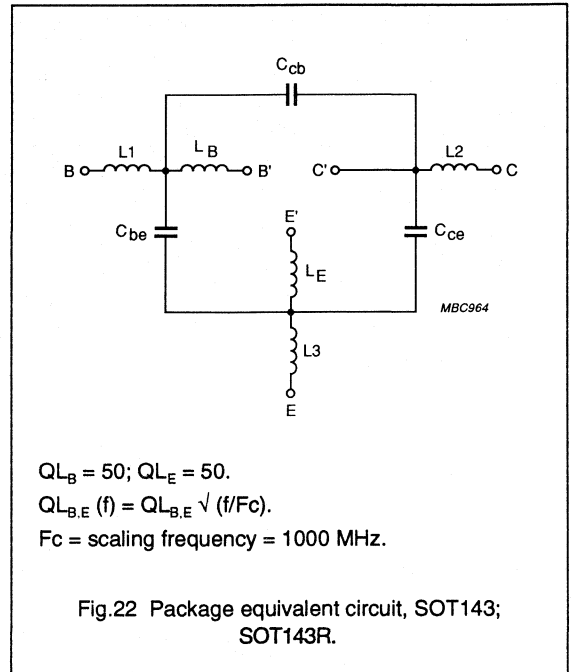 Ccb
L1
L B
L2
B
B'
C'
C
Cbe
E'
Cce
LE
MBC964
L3
E
QLB = 50; QLE = 50.
QLB,E (f) = QLB,E √ (f/Fc).
Fc = scaling frequency = 1000 MHz.
Fig.22 Package equivalent circuit, SOT143;
SOT143R.